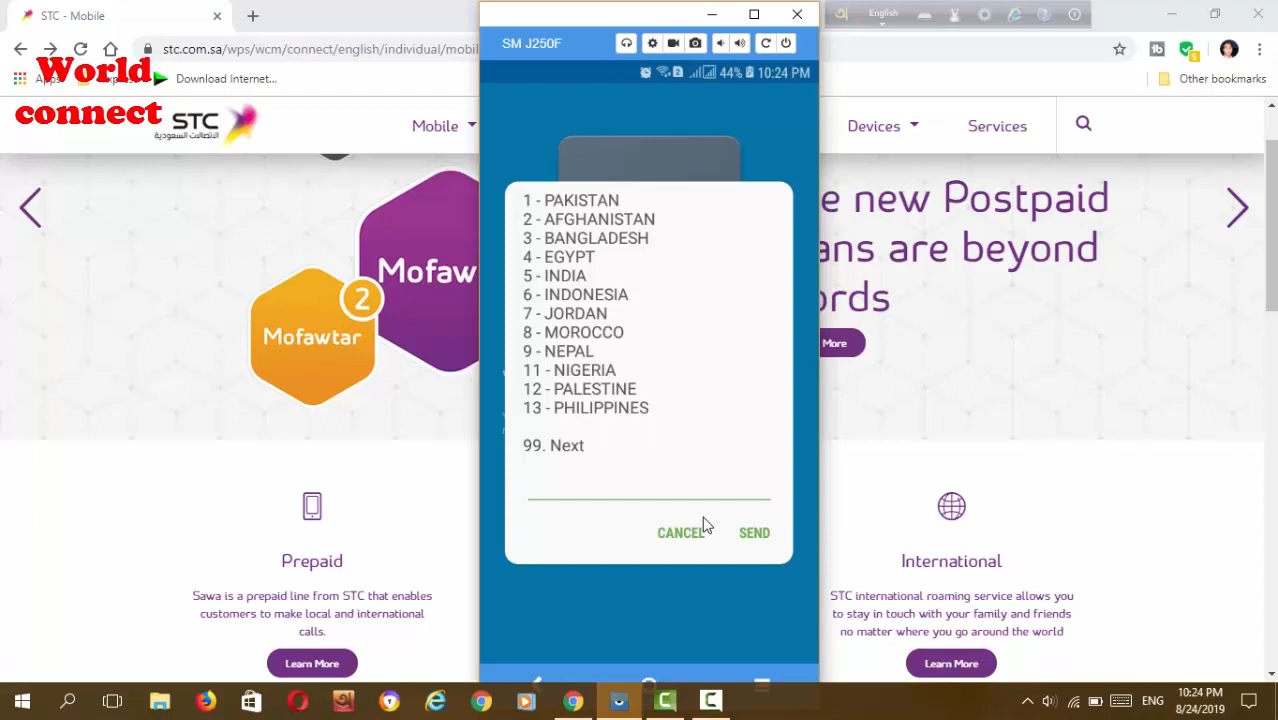 STC - Mobile
English
stc.com.sa/wps/wcm/connect/english/individual/mobil
Download Internet...
Other bookmarks
World
connect
STC
الاتصالات السعودية
Mobile
Devices
Services
SM J250F
44% 10:24 PM
1 - PAKISTAN
2 - AFGHANISTAN
3 - BANGLADESH
4 - EGYPT
5 - INDIA
6 - INDONESIA
7 - JORDAN
8 - MOROCCO
9 - NEPAL
11 - NIGERIA
12 - PALESTINE
13 - PHILIPPINES
99. Next
CANCEL
SEND
Mofaw
2
Mofawtar
e new Postpaid
ans are beyond
ords
More
Prepaid
Sawa is a prepaid line from STC that enables
customers to make local and international
calls.
Learn More
International
STC international roaming service allows you
to stay in touch with your family and friends
no matter where you go around the world
Learn More
ENG
10:24 PM
8/24/2019